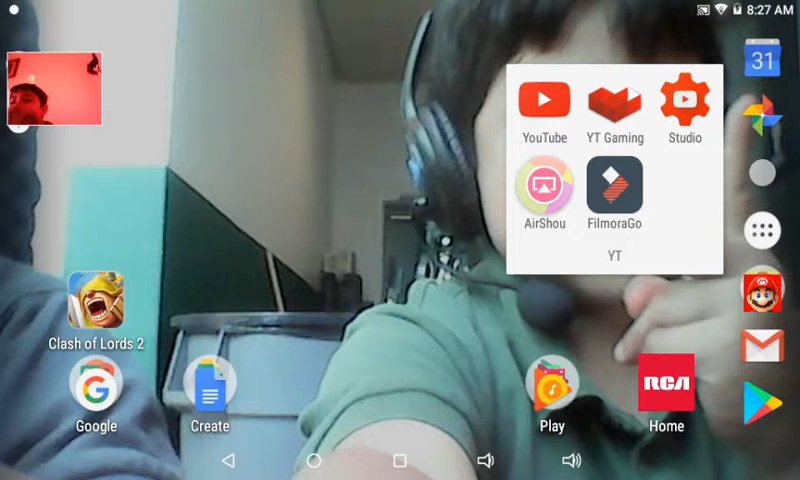 8:27 AM
31
YouTube
YT Gaming
Studio
AirShou
FilmoraGo
YT
Clash of Lords 2
Google
Create
Play
RCA
Home